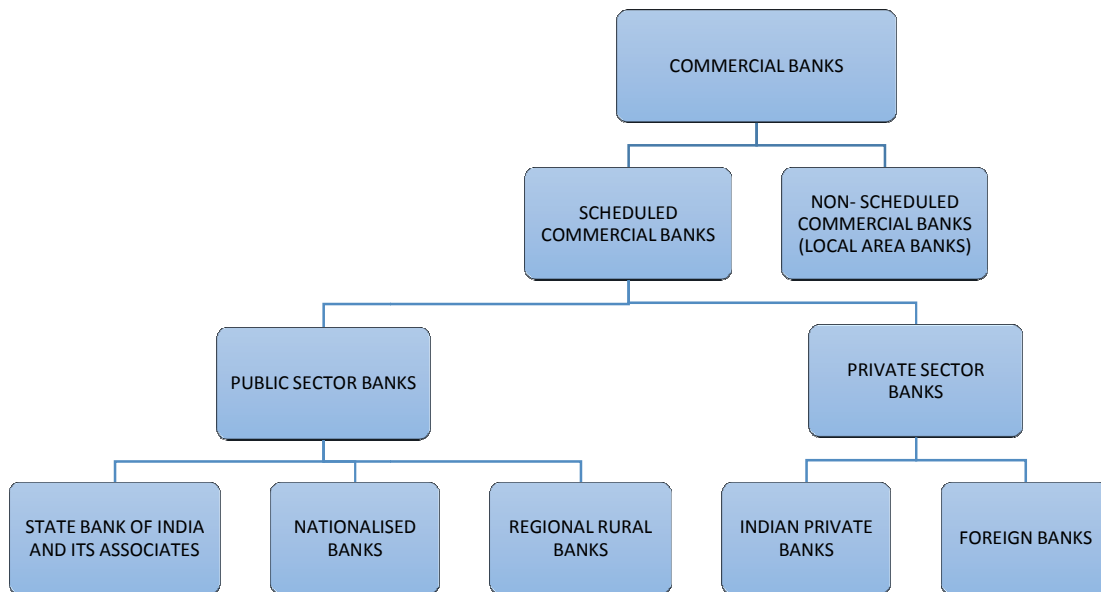 COMMERCIAL BANKS
SCHEDULED
COMMERCIAL BANKS
NON- SCHEDULED
COMMERCIAL BANKS
(LOCAL AREA BANKS)
PUBLIC SECTOR BANKS
PRIVATE SECTOR
BANKS
STATE BANK OF INDIA
AND ITS ASSOCIATES
NATIONALISED
BANKS
REGIONAL RURAL
BANKS
INDIAN PRIVATE
BANKS
FOREIGN BANKS